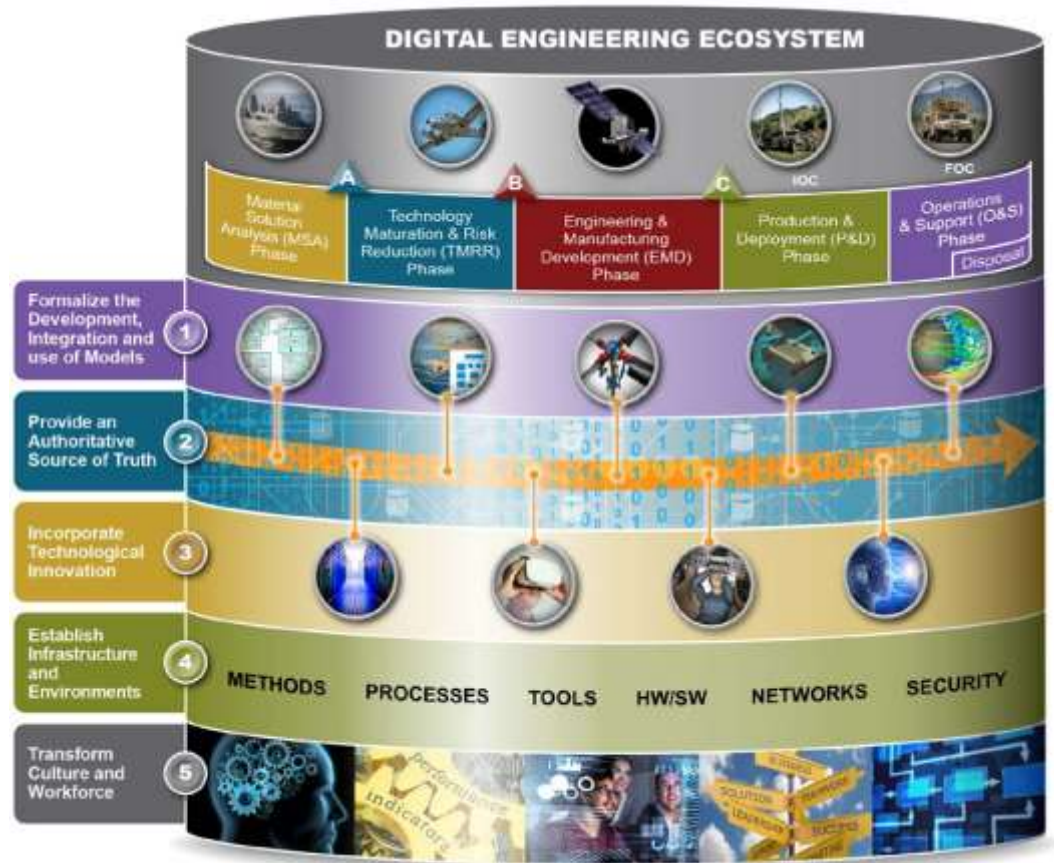 DIGITAL ENGINEERING ECOSYSTEM
A
B
C
IOC
FOC
Material
Solution
Analysis (MSA)
Phase
Technology
Maturation & Risk
Reduction (TMRR)
Phase
Engineering &
Manufacturing
Development (EMD)
Phase
Production &
Deployment (P&D)
Phase
Operations
& Support (O&S)
Phase
Disposal
Formalize the
Development,
Integration and
use of Models
1
Provide an
Authoritative
Source of Truth
2
Incorporate
Technological
Innovation
3
Establish
Infrastructure
and
Environments
4
METHODS
PROCESSES
TOOLS
HW/SW
NETWORKS
SECURITY
Transform
Culture and
Workforce
5
performance
indicators
SOLUTION
LEADERSHIP
SUCCESS